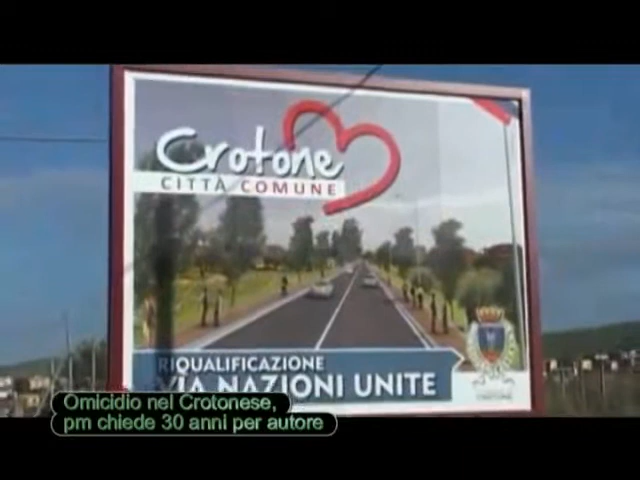 Crotone
CITTÀ COMUNE
RIQUALIFICAZIONE
VIA NAZIONI UNITE
Omicidio nel Crotonese,
pm chiede 30 anni per autore